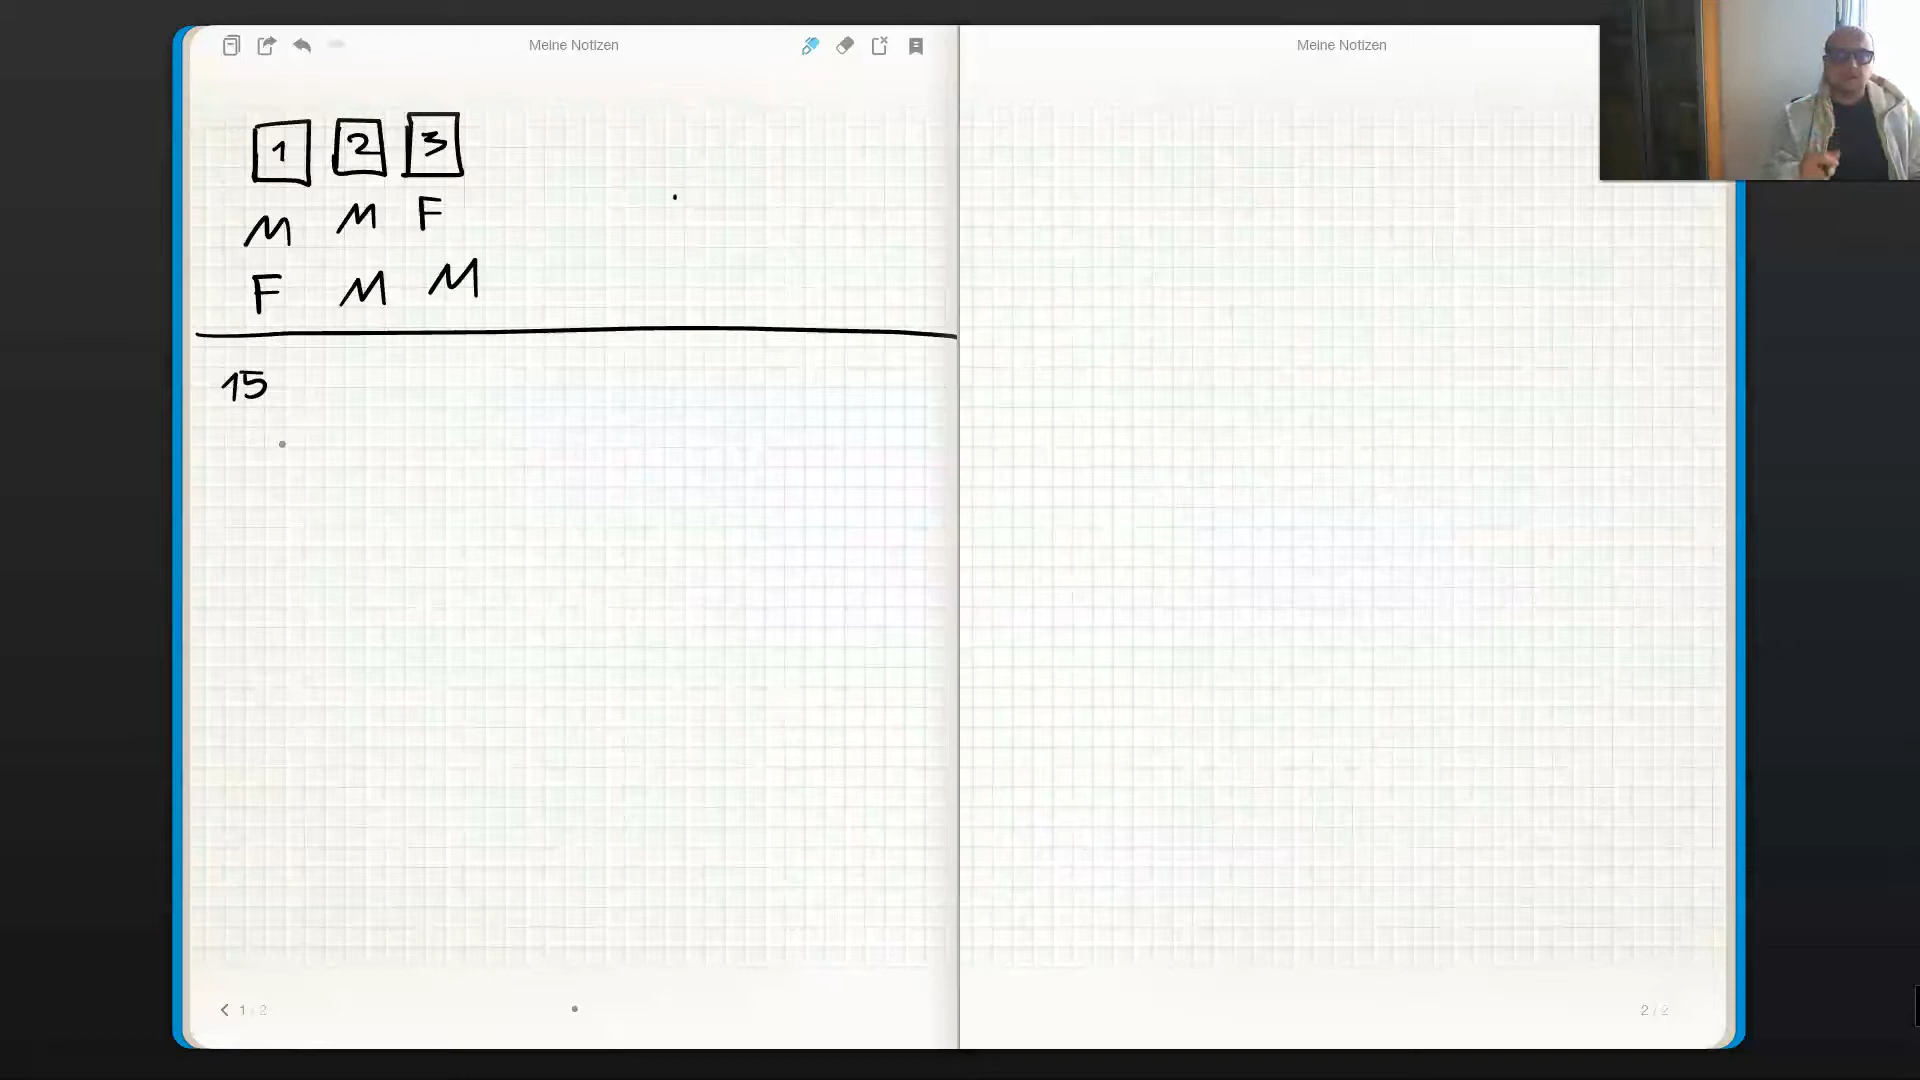 Meine Notizen
Meine Notizen
1 2 3
M M F
F M M
15
1 / 2
2 / 2